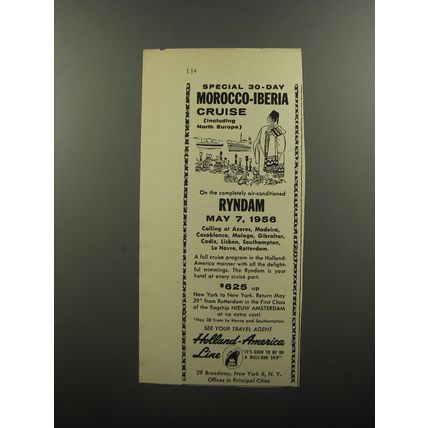 134
SPECIAL 30-DAY
MOROCCO-IBERIA
CRUISE
(including
North Europe)
On the completely air-conditioned
RYNDAM
MAY 7, 1956
Calling at Azores, Madeira,
Casablanca, Malaga, Gibraltar,
Cadiz, Lisbon, Southampton,
Le Havre, Rotterdam.
A full cruise program in the Holland-
America manner with all the delight-
ful trimmings. The Ryndam is your
hotel at every cruise port.
$625 up
New York to New York. Return May
29* from Rotterdam in the First Class
of the flagship NIEUW AMSTERDAM
at no extra cost!
*May 30 from Le Havre and Southampton.
SEE YOUR TRAVEL AGENT
Holland-America
Line
"IT'S GOOD TO BE ON
A WELL-RUN SHIP"
29 Broadway, New York 6, N. Y.
Offices in Principal Cities